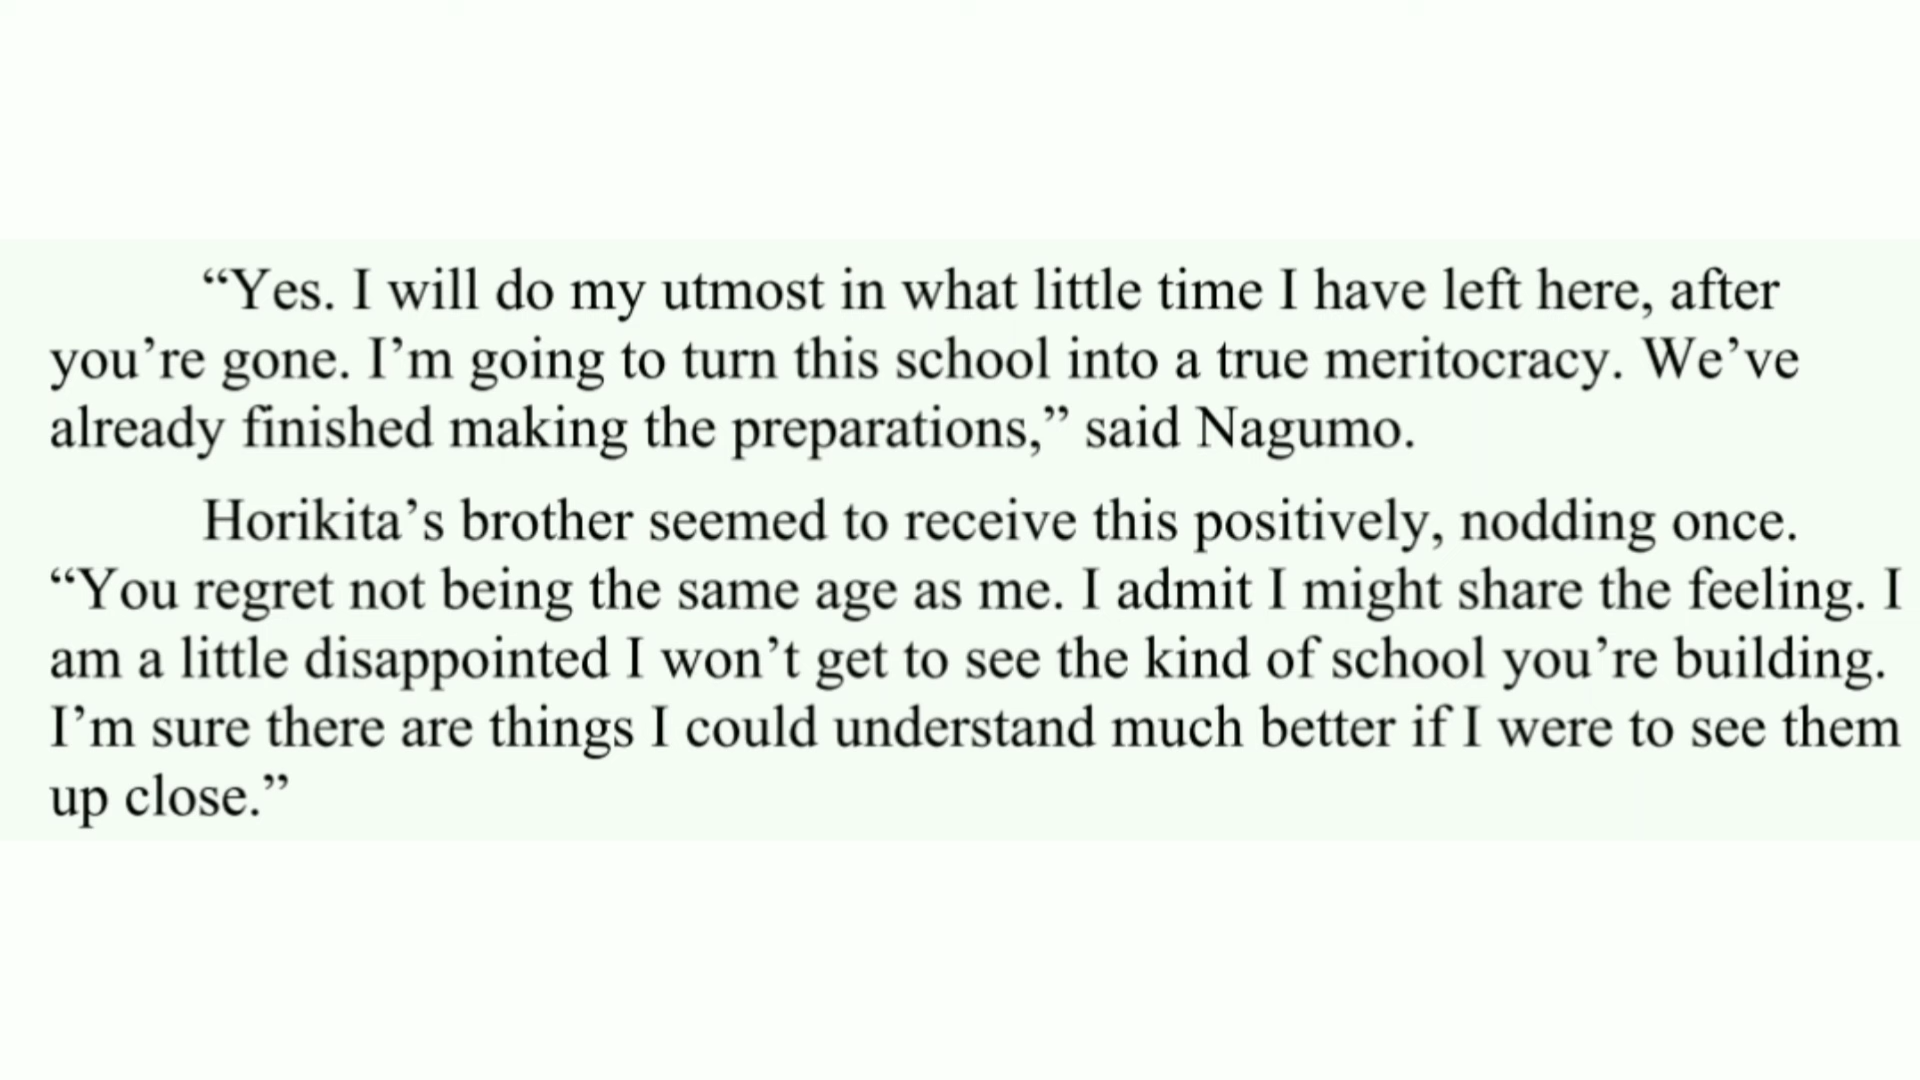 “Yes. I will do my utmost in what little time I have left here, after
you’re gone. I’m going to turn this school into a true meritocracy. We’ve
already finished making the preparations,” said Nagumo.
Horikita’s brother seemed to receive this positively, nodding once.
“You regret not being the same age as me. I admit I might share the feeling. I
am a little disappointed I won’t get to see the kind of school you’re building.
I’m sure there are things I could understand much better if I were to see them
up close.”